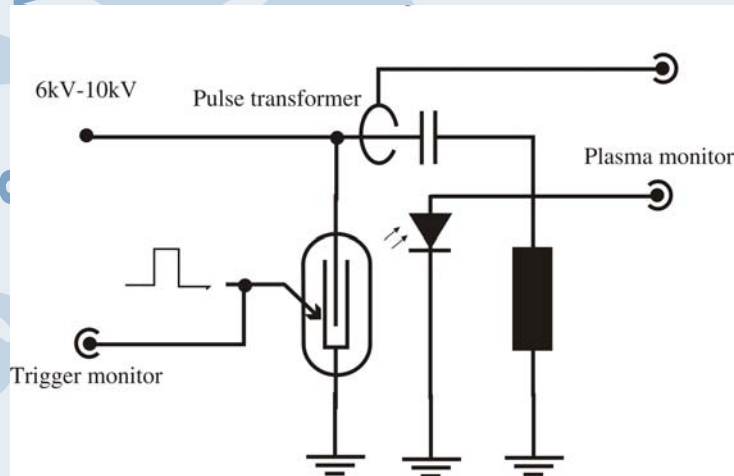 6kV-10kV
Pulse transformer
Plasma monitor
Trigger monitor